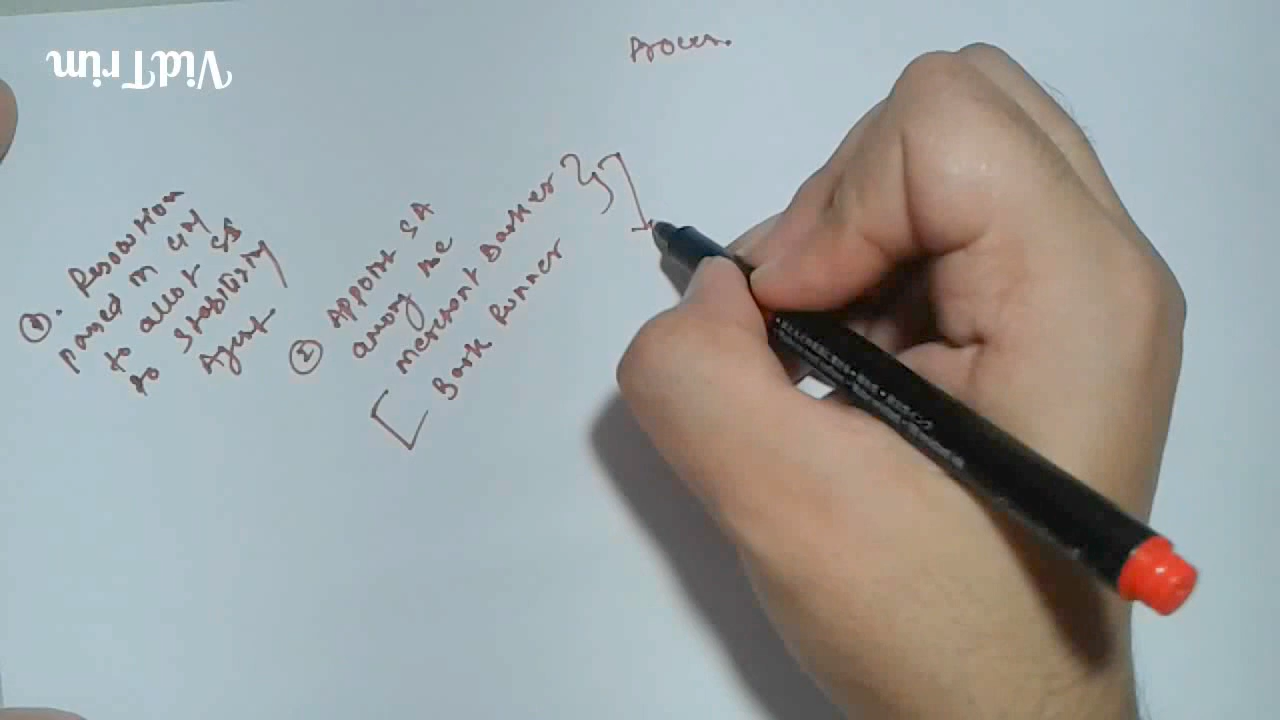 VidTrim
Process.
①. Resolution
passed in GM
to allot GS
to Stability
Agent
② Appoint SA
among the
merchant Banker
[ Book Runner